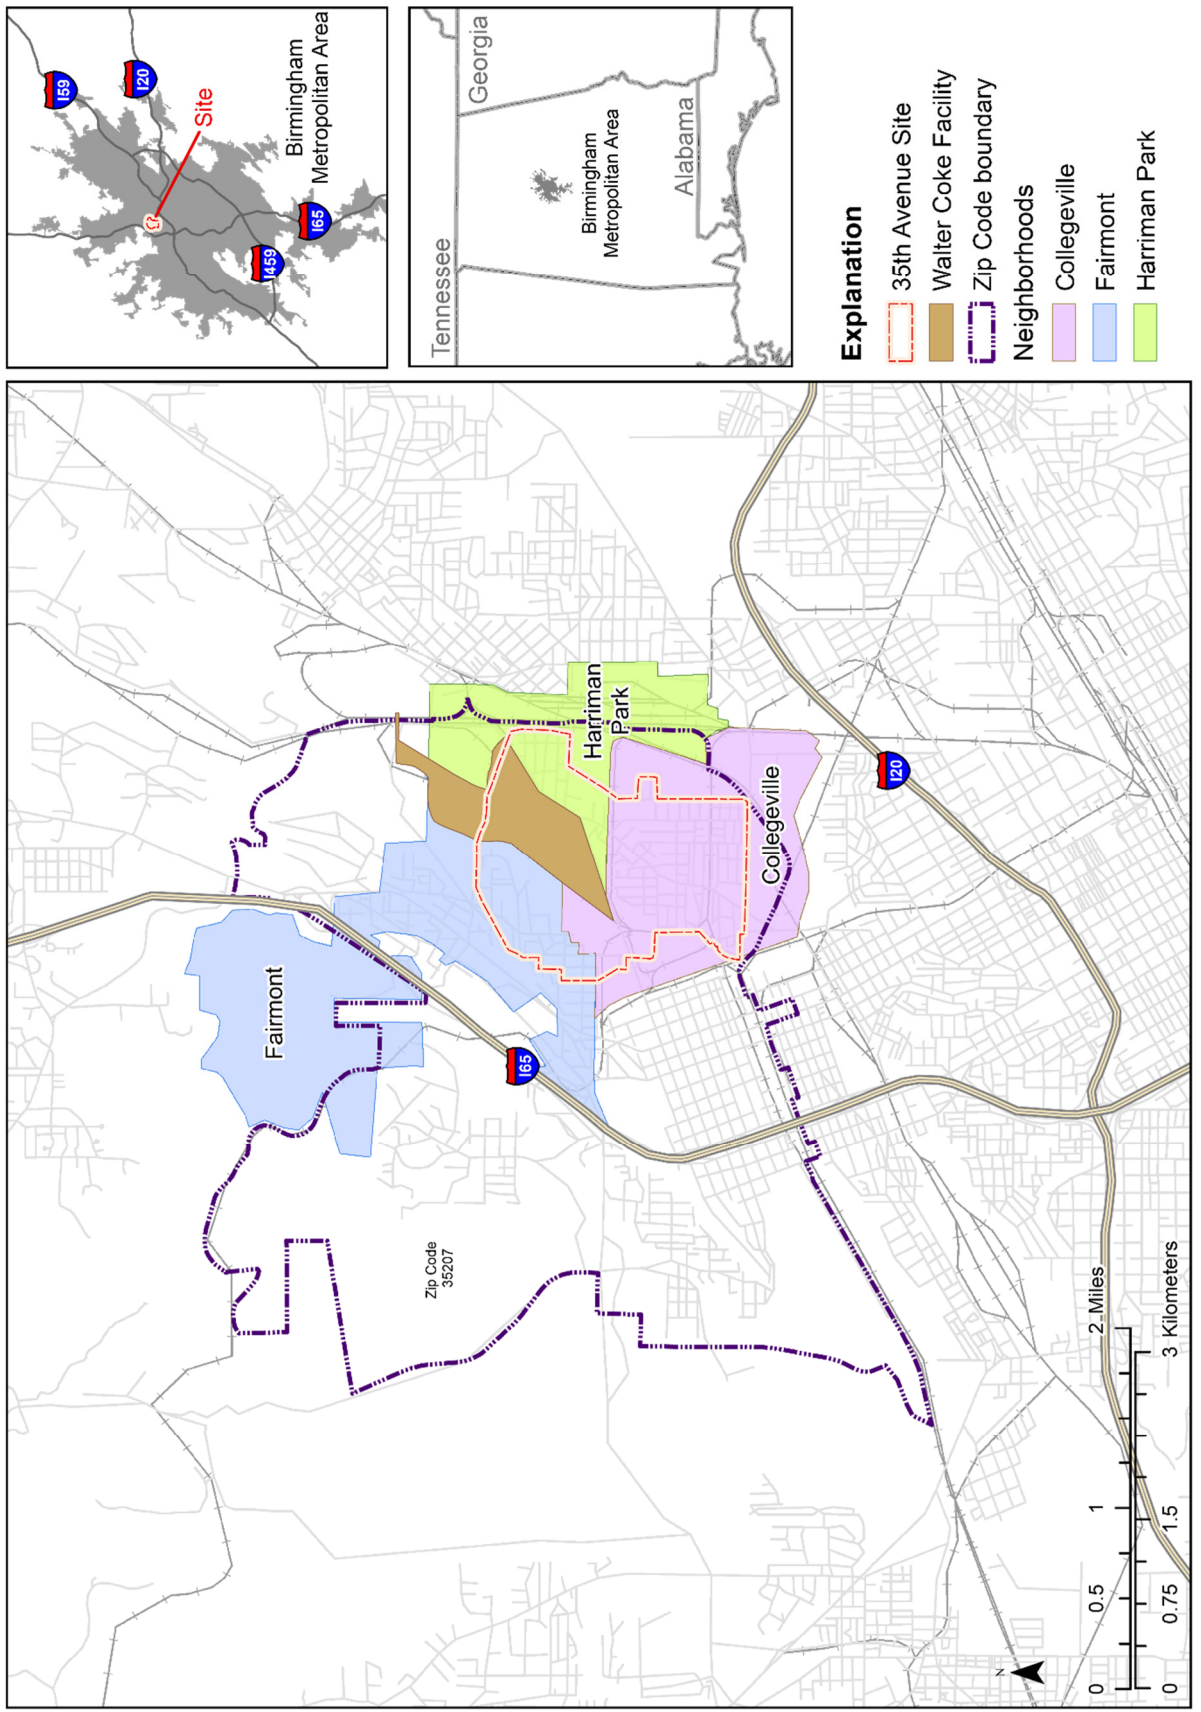 Fairmont
Harriman
Park
Collegeville
Zip Code
35207
I65
I20
N
0
0.5
1
2 Miles
0
0.75
1.5
3 Kilometers
I59
I20
Site
Birmingham
Metropolitan Area
I65
I459
Tennessee
Georgia
Birmingham
Metropolitan Area
Alabama
Explanation
35th Avenue Site
Walter Coke Facility
Zip Code boundary
Neighborhoods
Collegeville
Fairmont
Harriman Park